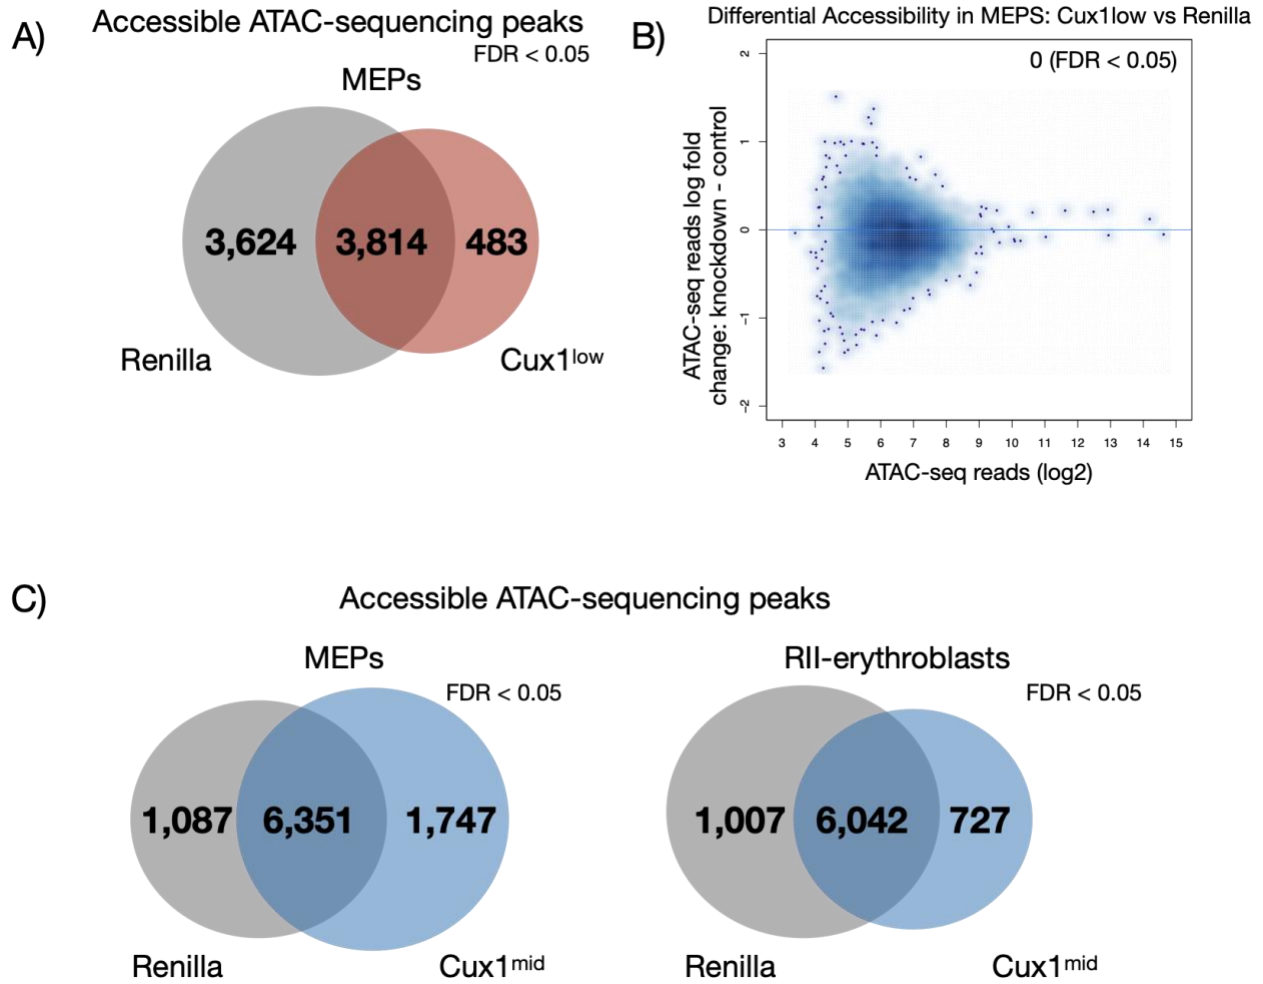 A)
Accessible ATAC-sequencing peaks
FDR < 0.05
MEPs
3,624
3,814
483
Renilla
Cux1low
B)
Differential Accessibility in MEPS: Cux1low vs Renilla
0 (FDR < 0.05)
ATAC-seq reads log fold
change: knockdown - control
2
1
0
-1
-2
3 4 5 6 7 8 9 10 11 12 13 14 15
ATAC-seq reads (log2)
C)
Accessible ATAC-sequencing peaks
MEPs
FDR < 0.05
1,087
6,351
1,747
Renilla
Cux1mid
RII-erythroblasts
FDR < 0.05
1,007
6,042
727
Renilla
Cux1mid